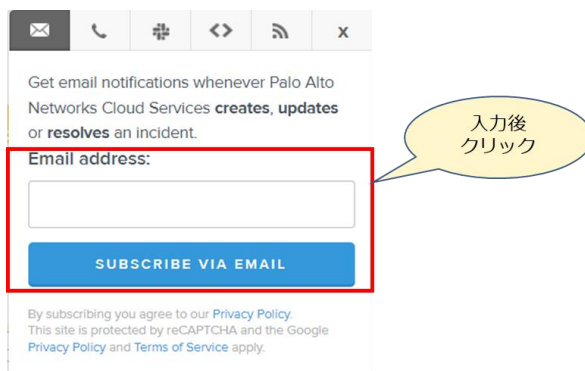 x
Get email notifications whenever Palo Alto
Networks Cloud Services creates, updates
or resolves an incident.
Email address:
SUBSCRIBE VIA EMAIL
By subscribing you agree to our Privacy Policy.
This site is protected by reCAPTCHA and the Google
Privacy Policy and Terms of Service apply.
入力後
クリック